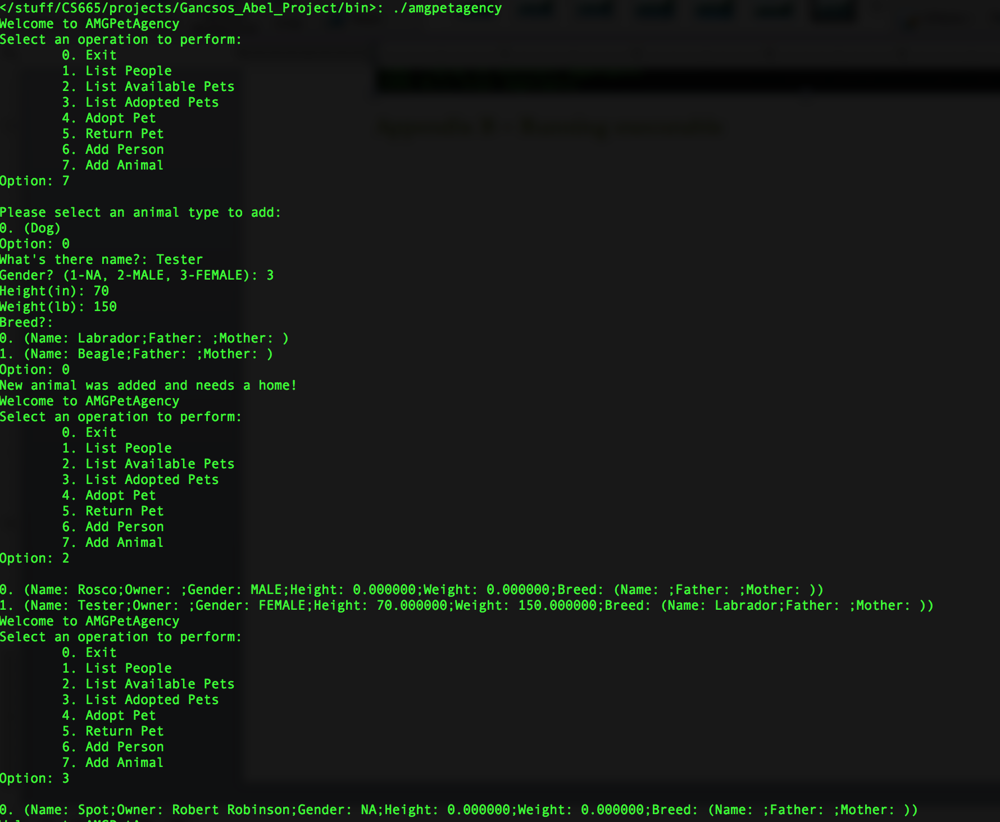 </stuff/CS665/projects/Gancsos_Abel_Project/bin>: ./amgpetagency
Welcome to AMGPetAgency
Select an operation to perform:
0. Exit
1. List People
2. List Available Pets
3. List Adopted Pets
4. Adopt Pet
5. Return Pet
6. Add Person
7. Add Animal
Option: 7
Please select an animal type to add:
0. (Dog)
Option: 0
What's there name?: Tester
Gender? (1-NA, 2-MALE, 3-FEMALE): 3
Height(in): 70
Weight(lb): 150
Breed?:
0. (Name: Labrador;Father: ;Mother: )
1. (Name: Beagle;Father: ;Mother: )
Option: 0
New animal was added and needs a home!
Welcome to AMGPetAgency
Select an operation to perform:
0. Exit
1. List People
2. List Available Pets
3. List Adopted Pets
4. Adopt Pet
5. Return Pet
6. Add Person
7. Add Animal
Option: 2
0. (Name: Rosco;Owner: ;Gender: MALE;Height: 0.000000;Weight: 0.000000;Breed: (Name: ;Father: ;Mother: ))
1. (Name: Tester;Owner: ;Gender: FEMALE;Height: 70.000000;Weight: 150.000000;Breed: (Name: Labrador;Father: ;Mother: ))
Welcome to AMGPetAgency
Select an operation to perform:
0. Exit
1. List People
2. List Available Pets
3. List Adopted Pets
4. Adopt Pet
5. Return Pet
6. Add Person
7. Add Animal
Option: 3
0. (Name: Spot;Owner: Robert Robinson;Gender: NA;Height: 0.000000;Weight: 0.000000;Breed: (Name: ;Father: ;Mother: ))